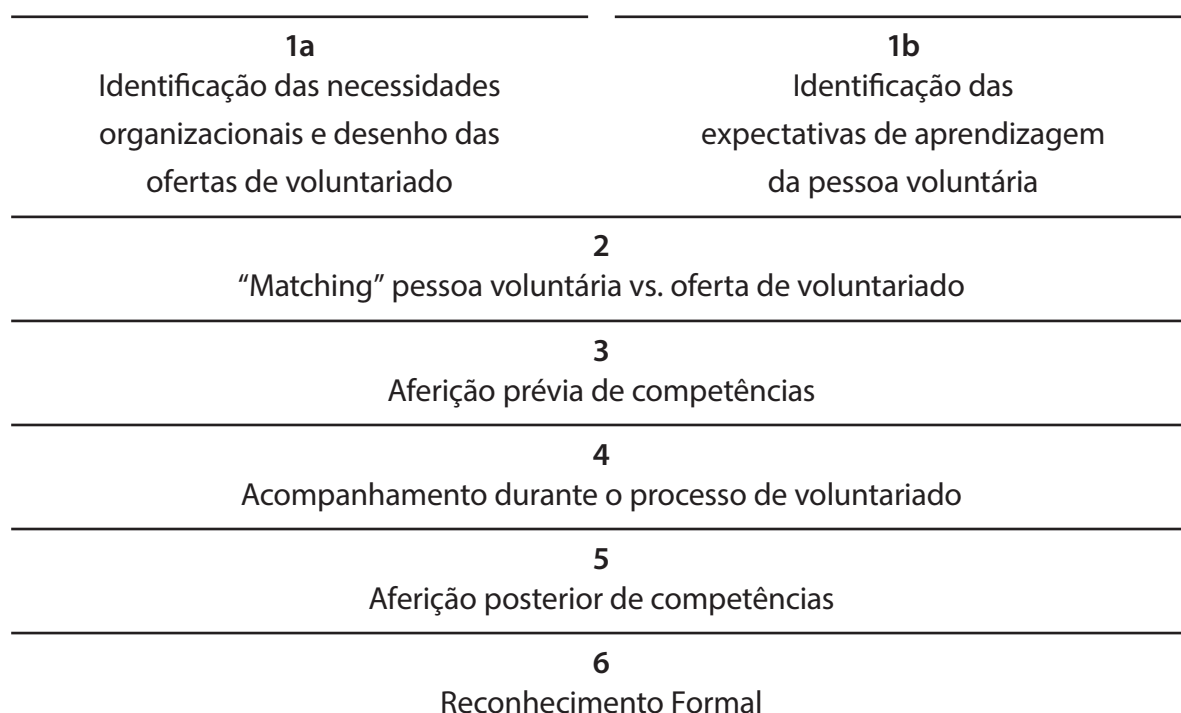 1a
Identificação das necessidades
organizacionais e desenho das
ofertas de voluntariado
1b
Identificação das
expectativas de aprendizagem
da pessoa voluntária
2
“Matching” pessoa voluntária vs. oferta de voluntariado
3
Aferição prévia de competências
4
Acompanhamento durante o processo de voluntariado
5
Aferição posterior de competências
6
Reconhecimento Formal